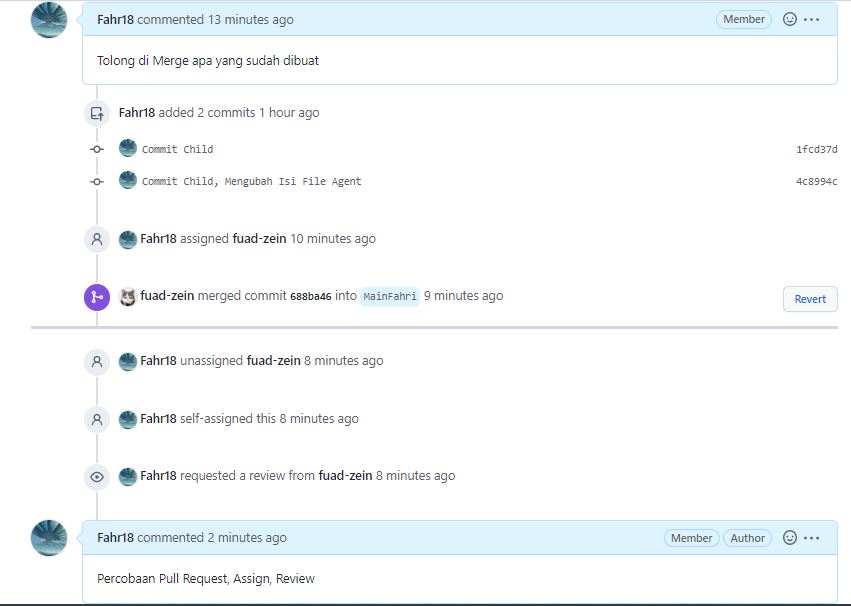 Fahr18 commented 13 minutes ago Member
Tolong di Merge apa yang sudah dibuat
Fahr18 added 2 commits 1 hour ago
Commit Child 1fcd37d
Commit Child, Mengubah Isi File Agent 4c8994c
Fahr18 assigned fuad-zein 10 minutes ago
fuad-zein merged commit 688ba46 into MainFahri 9 minutes ago Revert
Fahr18 unassigned fuad-zein 8 minutes ago
Fahr18 self-assigned this 8 minutes ago
Fahr18 requested a review from fuad-zein 8 minutes ago
Fahr18 commented 2 minutes ago Member Author
Percobaan Pull Request, Assign, Review